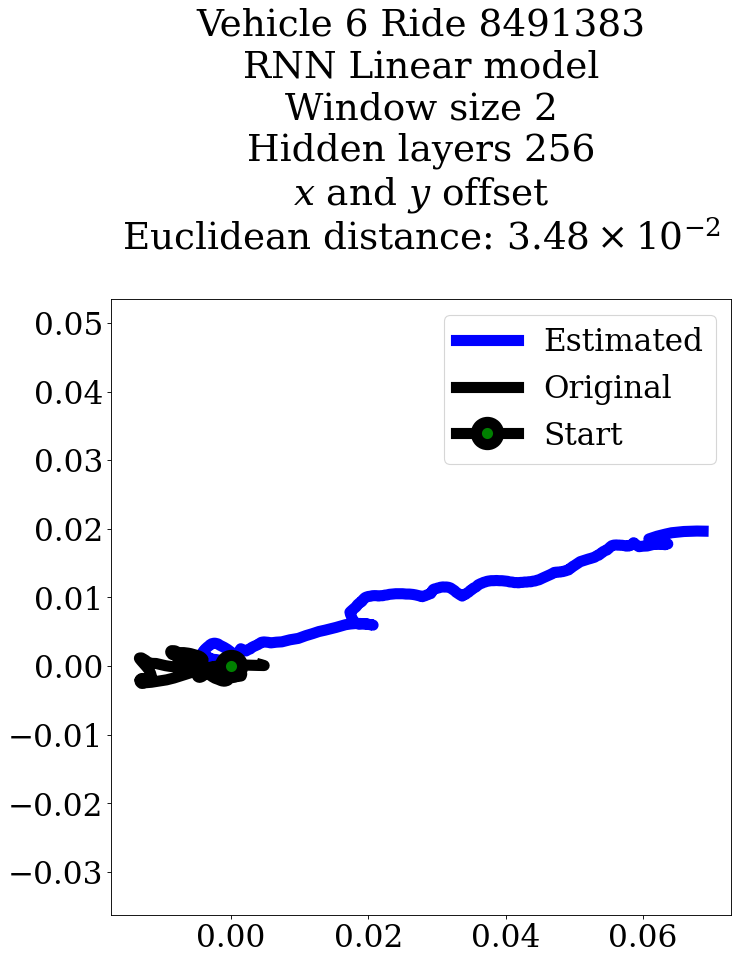 Vehicle 6 Ride 8491383
RNN Linear model
Window size 2
Hidden layers 256
x and y offset
Euclidean distance: 3.48 × 10⁻²
Estimated
Original
Start
0.05
0.04
0.03
0.02
0.01
0.00
−0.01
−0.02
−0.03
0.00 0.02 0.04 0.06